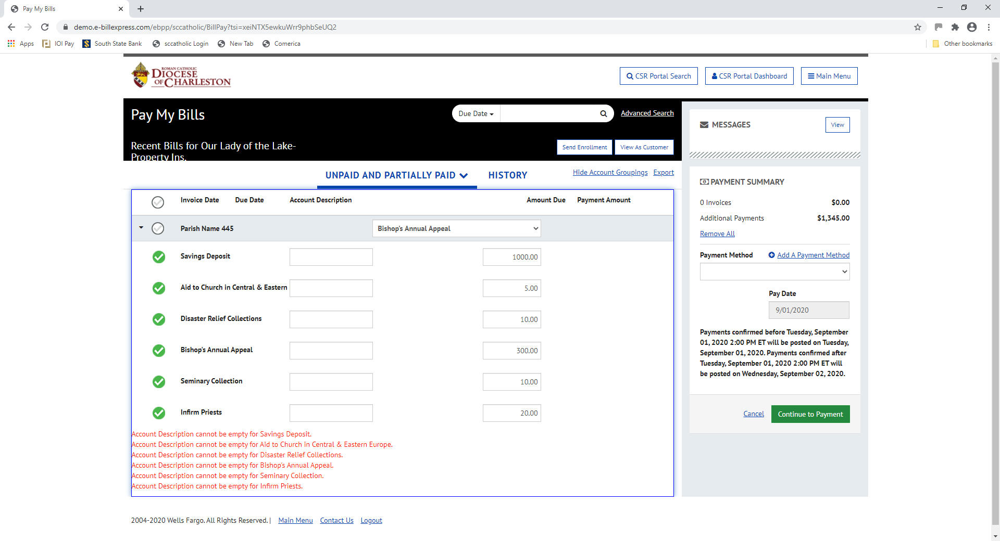 Pay My Bills
demo.e-billexpress.com/ebpp/sccatholic/BillPay?tsi=xeiNTX5ewkuWrr9phbSeUQ2
Apps IOI Pay South State Bank sccatholic Login New Tab Comerica Other bookmarks
ROMAN CATHOLIC
DIOCESE
OF CHARLESTON
CSR Portal Search CSR Portal Dashboard Main Menu
Pay My Bills
Due Date Advanced Search
Recent Bills for Our Lady of the Lake-
Property Ins.
Send Enrollment View As Customer
UNPAID AND PARTIALLY PAID HISTORY Hide Account Groupings Export
Invoice Date Due Date Account Description Amount Due Payment Amount
Parish Name 445 Bishop's Annual Appeal
Savings Deposit 1000.00
Aid to Church in Central & Eastern 5.00
Disaster Relief Collections 10.00
Bishop's Annual Appeal 300.00
Seminary Collection 10.00
Infirm Priests 20.00
Account Description cannot be empty for Savings Deposit.
Account Description cannot be empty for Aid to Church in Central & Eastern Europe.
Account Description cannot be empty for Disaster Relief Collections.
Account Description cannot be empty for Bishop's Annual Appeal.
Account Description cannot be empty for Seminary Collection.
Account Description cannot be empty for Infirm Priests.
MESSAGES View
PAYMENT SUMMARY
0 Invoices $0.00
Additional Payments $1,345.00
Remove All
Payment Method Add A Payment Method
Pay Date
9/01/2020
Payments confirmed before Tuesday, September
01, 2020 2:00 PM ET will be posted on Tuesday,
September 01, 2020. Payments confirmed after
Tuesday, September 01, 2020 2:00 PM ET will
be posted on Wednesday, September 02, 2020.
Cancel Continue to Payment
2004-2020 Wells Fargo. All Rights Reserved. | Main Menu Contact Us Logout